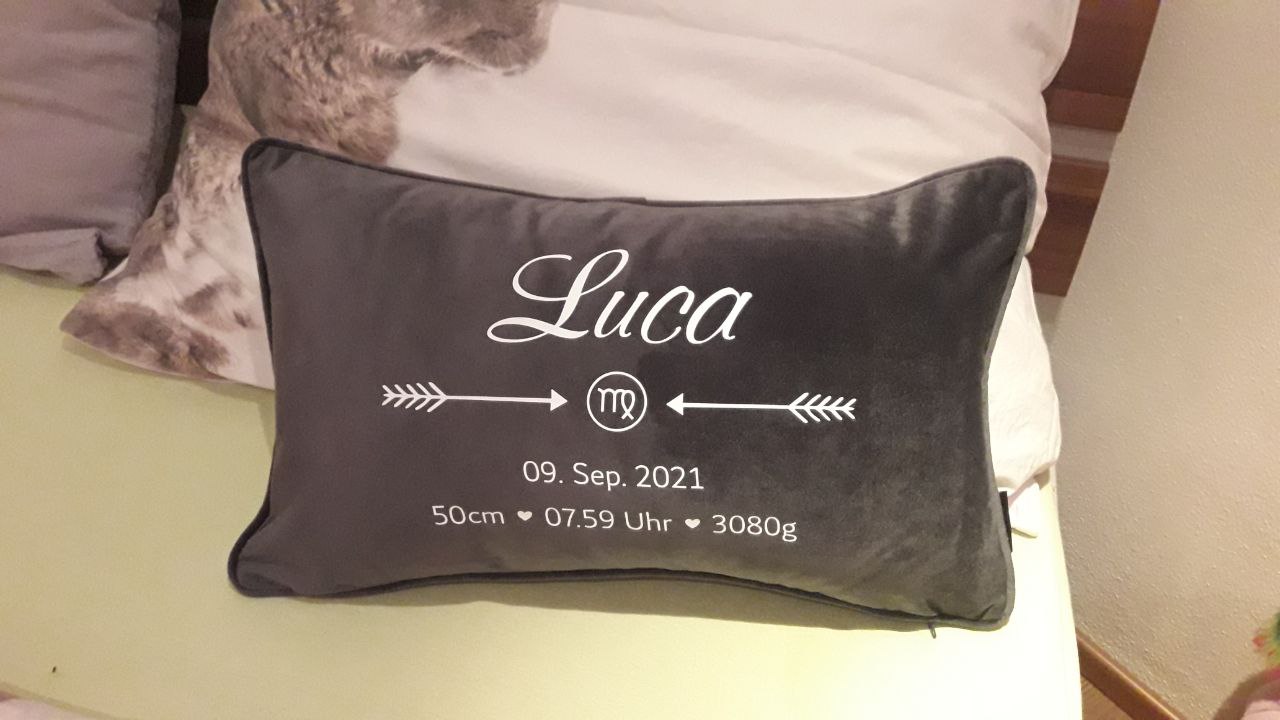 Luca
♍
09. Sep. 2021
50cm ♥ 07.59 Uhr ♥ 3080g